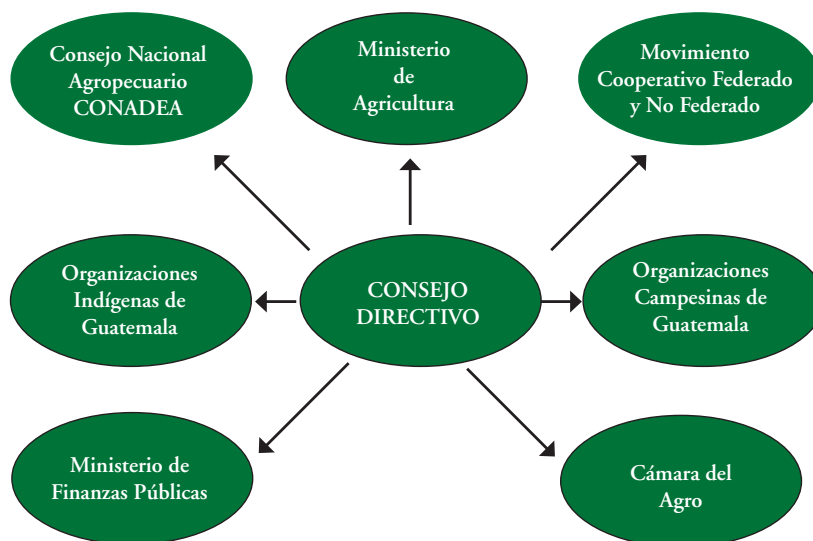 Consejo Nacional
Agropecuario
CONADEA
Ministerio
de
Agricultura
Movimiento
Cooperativo Federado
y No Federado
Organizaciones
Indígenas de
Guatemala
CONSEJO
DIRECTIVO
Organizaciones
Campesinas de
Guatemala
Ministerio de
Finanzas Públicas
Cámara del
Agro